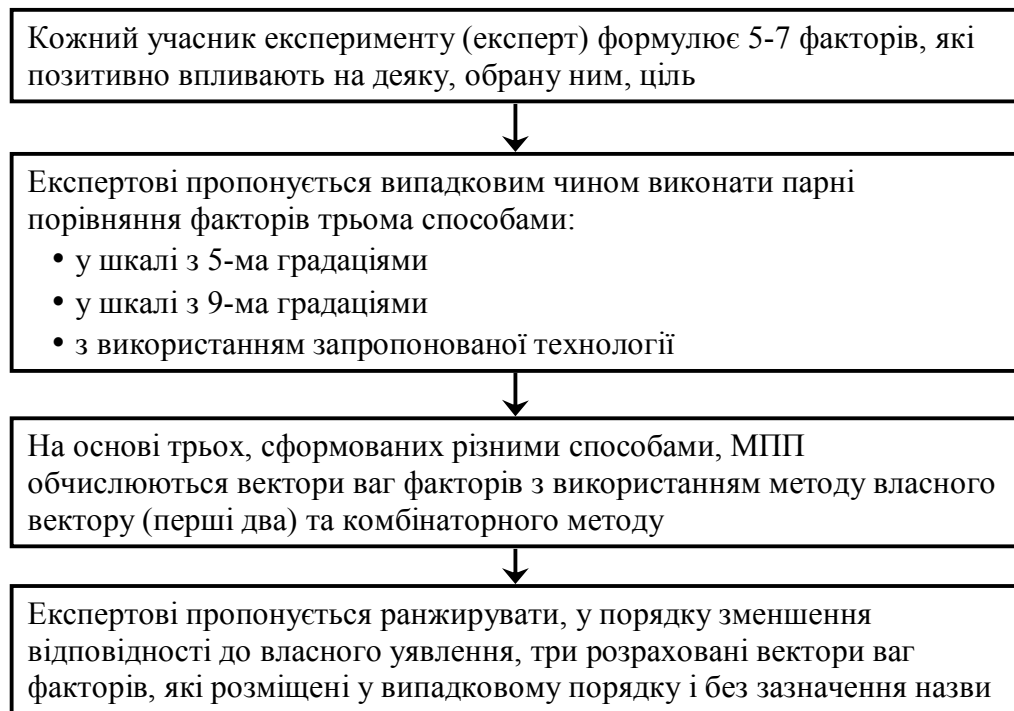 Кожний учасник експерименту (експерт) формулює 5-7 факторів, які
позитивно впливають на деяку, обрану ним, ціль
Експертові пропонується випадковим чином виконати парні
порівняння факторів трьома способами:
• у шкалі з 5-ма градаціями
• у шкалі з 9-ма градаціями
• з використанням запропонованої технології
На основі трьох, сформованих різними способами, МПП
обчислюються вектори ваг факторів з використанням методу власного
вектору (перші два) та комбінаторного методу
Експертові пропонується ранжирувати, у порядку зменшення
відповідності до власного уявлення, три розраховані вектори ваг
факторів, які розміщені у випадковому порядку і без зазначення назви